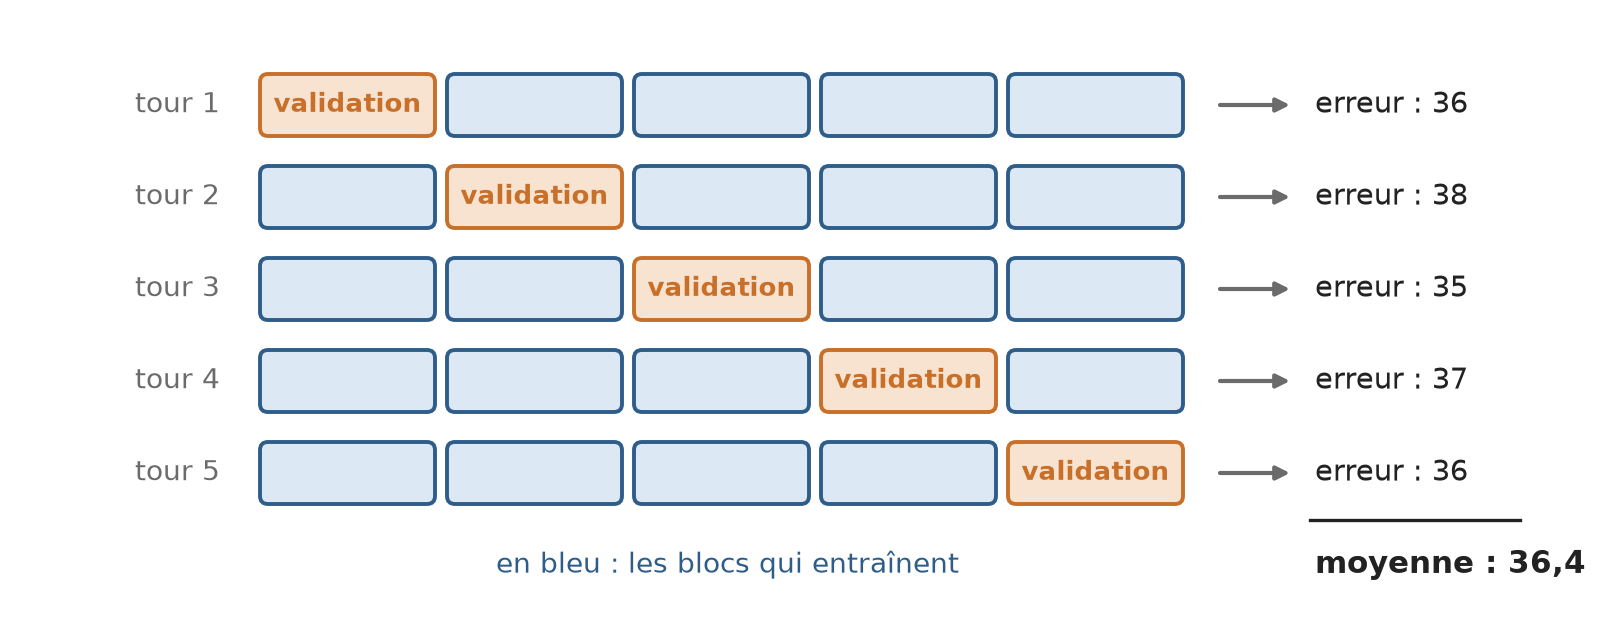 tour 1 validation erreur : 36
tour 2 validation erreur : 38
tour 3 validation erreur : 35
tour 4 validation erreur : 37
tour 5 validation erreur : 36
en bleu : les blocs qui entraînent moyenne : 36,4